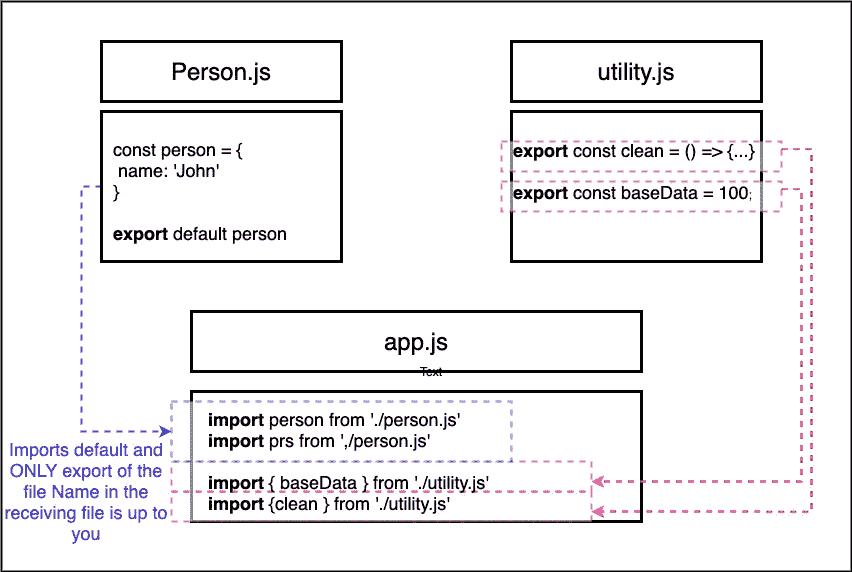 Person.js
const person = {
name: 'John'
}
export default person
utility.js
export const clean = () => {...}
export const baseData = 100;
app.js
Text
import person from './person.js'
import prs from ',/person.js'
import { baseData } from './utility.js'
import {clean } from './utility.js'
Imports default and
ONLY export of the
file Name in the
receiving file is up to
you